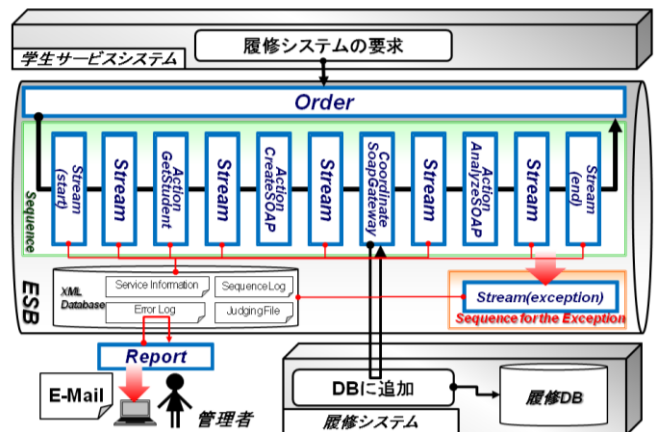 履修システムの要求
学生サービスシステム
Order
Sequence
Stream
(start)
Stream
Action
GetStudent
Stream
Action
CreateSOAP
Stream
Coordinate
SoapGateway
Stream
Action
AnalyzeSOAP
Stream
Stream
(end)
ESB
XML
Database
Service Information
SequenceLog
Error Log
JudgingFile
Stream(exception)
Sequence for the Exception
Report
E-Mail
管理者
DBに追加
履修DB
履修システム